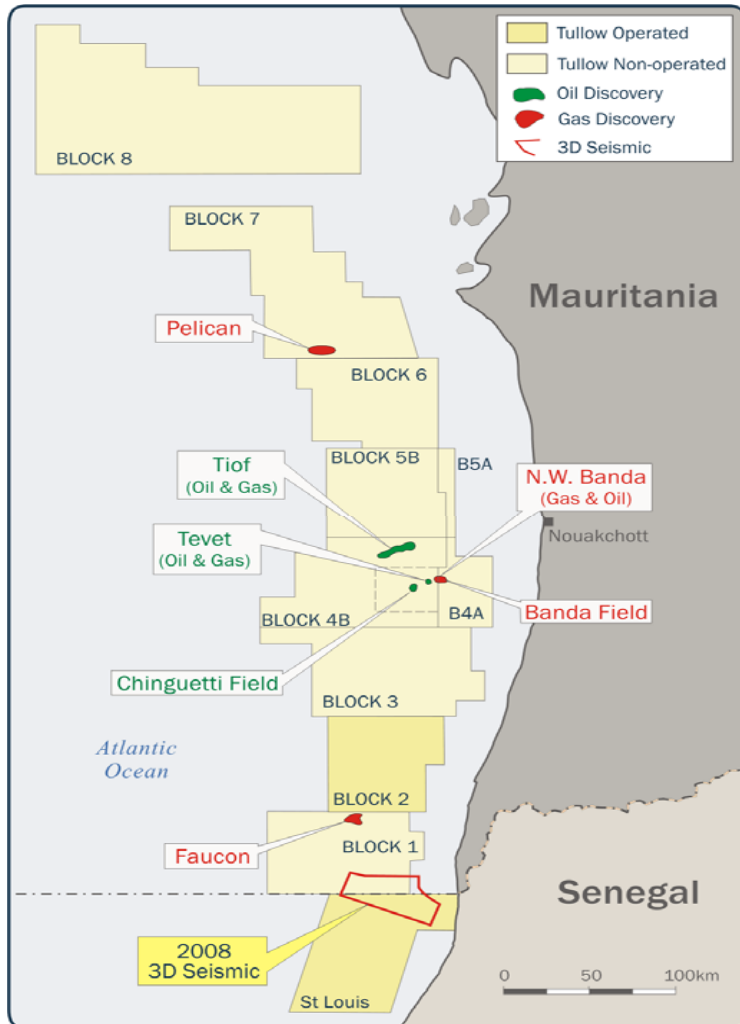 Tullow Operated
Tullow Non-operated
Oil Discovery
Gas Discovery
3D Seismic
BLOCK 8
BLOCK 7
Mauritania
Pelican
BLOCK 6
BLOCK 5B
B5A
Tiof
(Oil & Gas)
N.W. Banda
(Gas & Oil)
Nouakchott
Tevet
(Oil & Gas)
BLOCK 4B
B4A
Banda Field
Chinguetti Field
BLOCK 3
Atlantic
Ocean
BLOCK 2
Faucon
BLOCK 1
Senegal
2008
3D Seismic
St Louis
0 50 100km